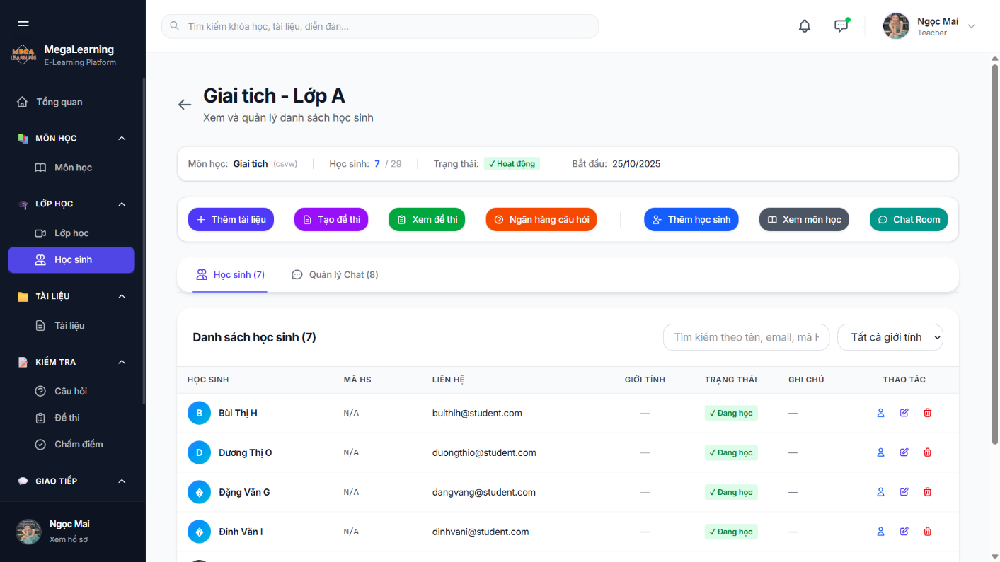 MEGA
LEARNING
MegaLearning
E-Learning Platform
Tổng quan
MÔN HỌC
Môn học
LỚP HỌC
Lớp học
Học sinh
TÀI LIỆU
Tài liệu
KIỂM TRA
Câu hỏi
Đề thi
Chấm điểm
GIAO TIẾP
Ngọc Mai
Xem hồ sơ
Tìm kiếm khóa học, tài liệu, diễn đàn...
Ngọc Mai
Teacher
Giai tich - Lớp A
Xem và quản lý danh sách học sinh
Môn học: Giai tich (csvw) Học sinh: 7 / 29 Trạng thái: ✓ Hoạt động Bắt đầu: 25/10/2025
Thêm tài liệu Tạo đề thi Xem đề thi Ngân hàng câu hỏi Thêm học sinh Xem môn học Chat Room
Học sinh (7) Quản lý Chat (8)
Danh sách học sinh (7) Tìm kiếm theo tên, email, mã H Tất cả giới tính
HỌC SINH MÃ HS LIÊN HỆ GIỚI TÍNH TRẠNG THÁI GHI CHÚ THAO TÁC
B Bùi Thị H N/A buithih@student.com — ✓ Đang học —
D Dương Thị O N/A duongthio@student.com — ✓ Đang học —
� Đặng Văn G N/A dangvang@student.com — ✓ Đang học —
� Đinh Văn I N/A dinhvani@student.com — ✓ Đang học —